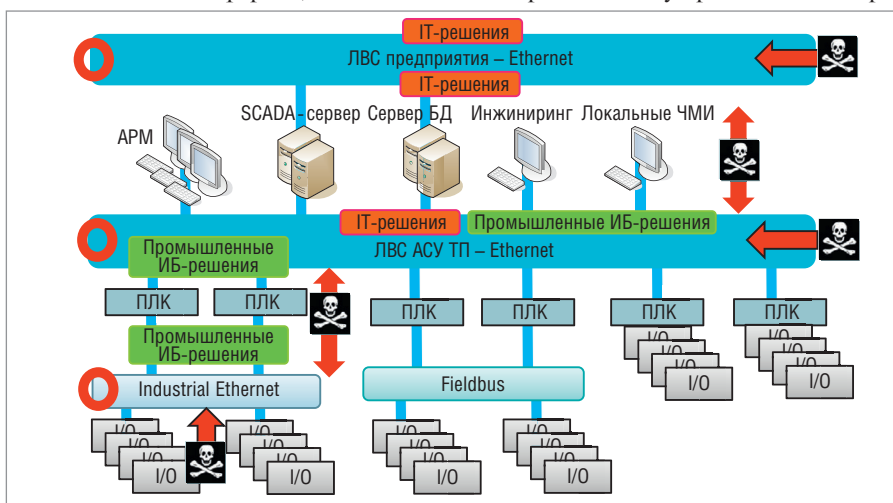 IT-решения
ЛВС предприятия – Ethernet
IT-решения
АРМ
SCADA-сервер
Сервер БД
Инжиниринг
Локальные ЧМИ
IT-решения
Промышленные ИБ-решения
ЛВС АСУ ТП – Ethernet
Промышленные
ИБ-решения
ПЛК
ПЛК
ПЛК
ПЛК
ПЛК
ПЛК
Промышленные
ИБ-решения
Industrial Ethernet
Fieldbus
I/O
I/O
I/O
I/O
I/O
I/O
I/O
I/O
I/O
I/O
I/O
I/O